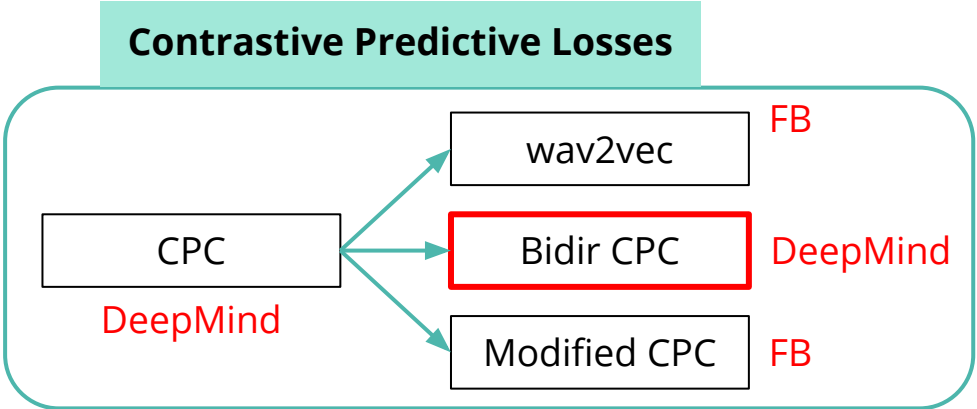 Contrastive Predictive Losses
FB
wav2vec
CPC
Bidir CPC
DeepMind
DeepMind
Modified CPC
FB